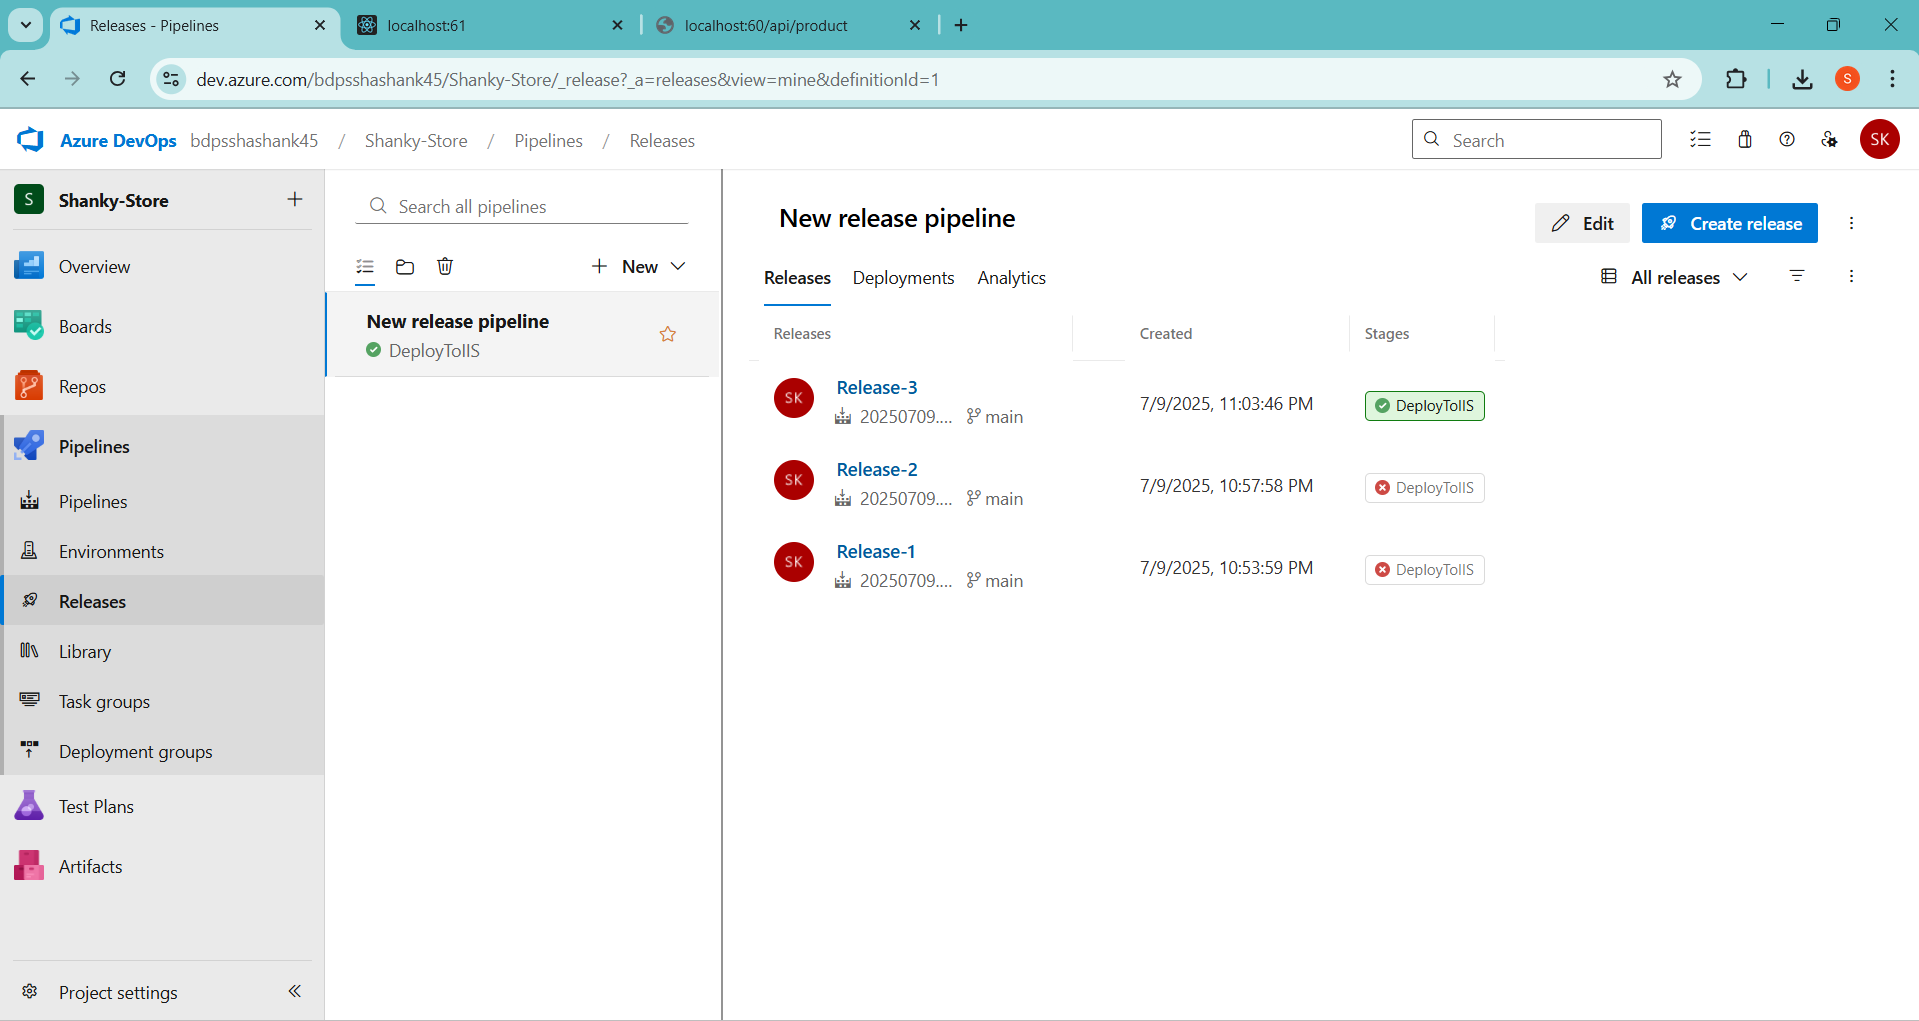 Releases - Pipelines
localhost:61
localhost:60/api/product
dev.azure.com/bdpsshashank45/Shanky-Store/_release?_a=releases&view=mine&definitionId=1
S
Azure DevOps bdpsshashank45 / Shanky-Store / Pipelines / Releases
Search
SK
S Shanky-Store
Overview
Boards
Repos
Pipelines
Pipelines
Environments
Releases
Library
Task groups
Deployment groups
Test Plans
Artifacts
Project settings
Search all pipelines
New
New release pipeline
DeployToIIS
New release pipeline
Edit
Create release
Releases Deployments Analytics
All releases
Releases Created Stages
SK Release-3
20250709.... main
7/9/2025, 11:03:46 PM
DeployToIIS
SK Release-2
20250709.... main
7/9/2025, 10:57:58 PM
DeployToIIS
SK Release-1
20250709.... main
7/9/2025, 10:53:59 PM
DeployToIIS